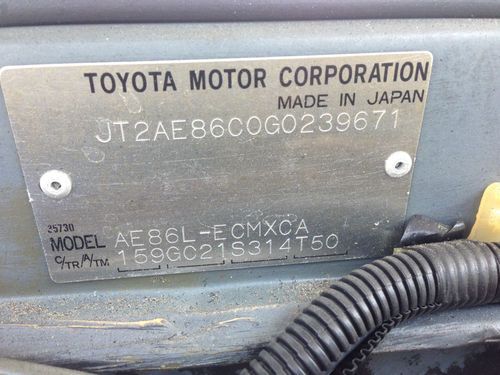 TOYOTA MOTOR CORPORATION
MADE IN JAPAN
JT2AE86C0G0239671
25730
MODEL AE86L-ECMXCA
C/TR/A/TM 159GC21S314T50